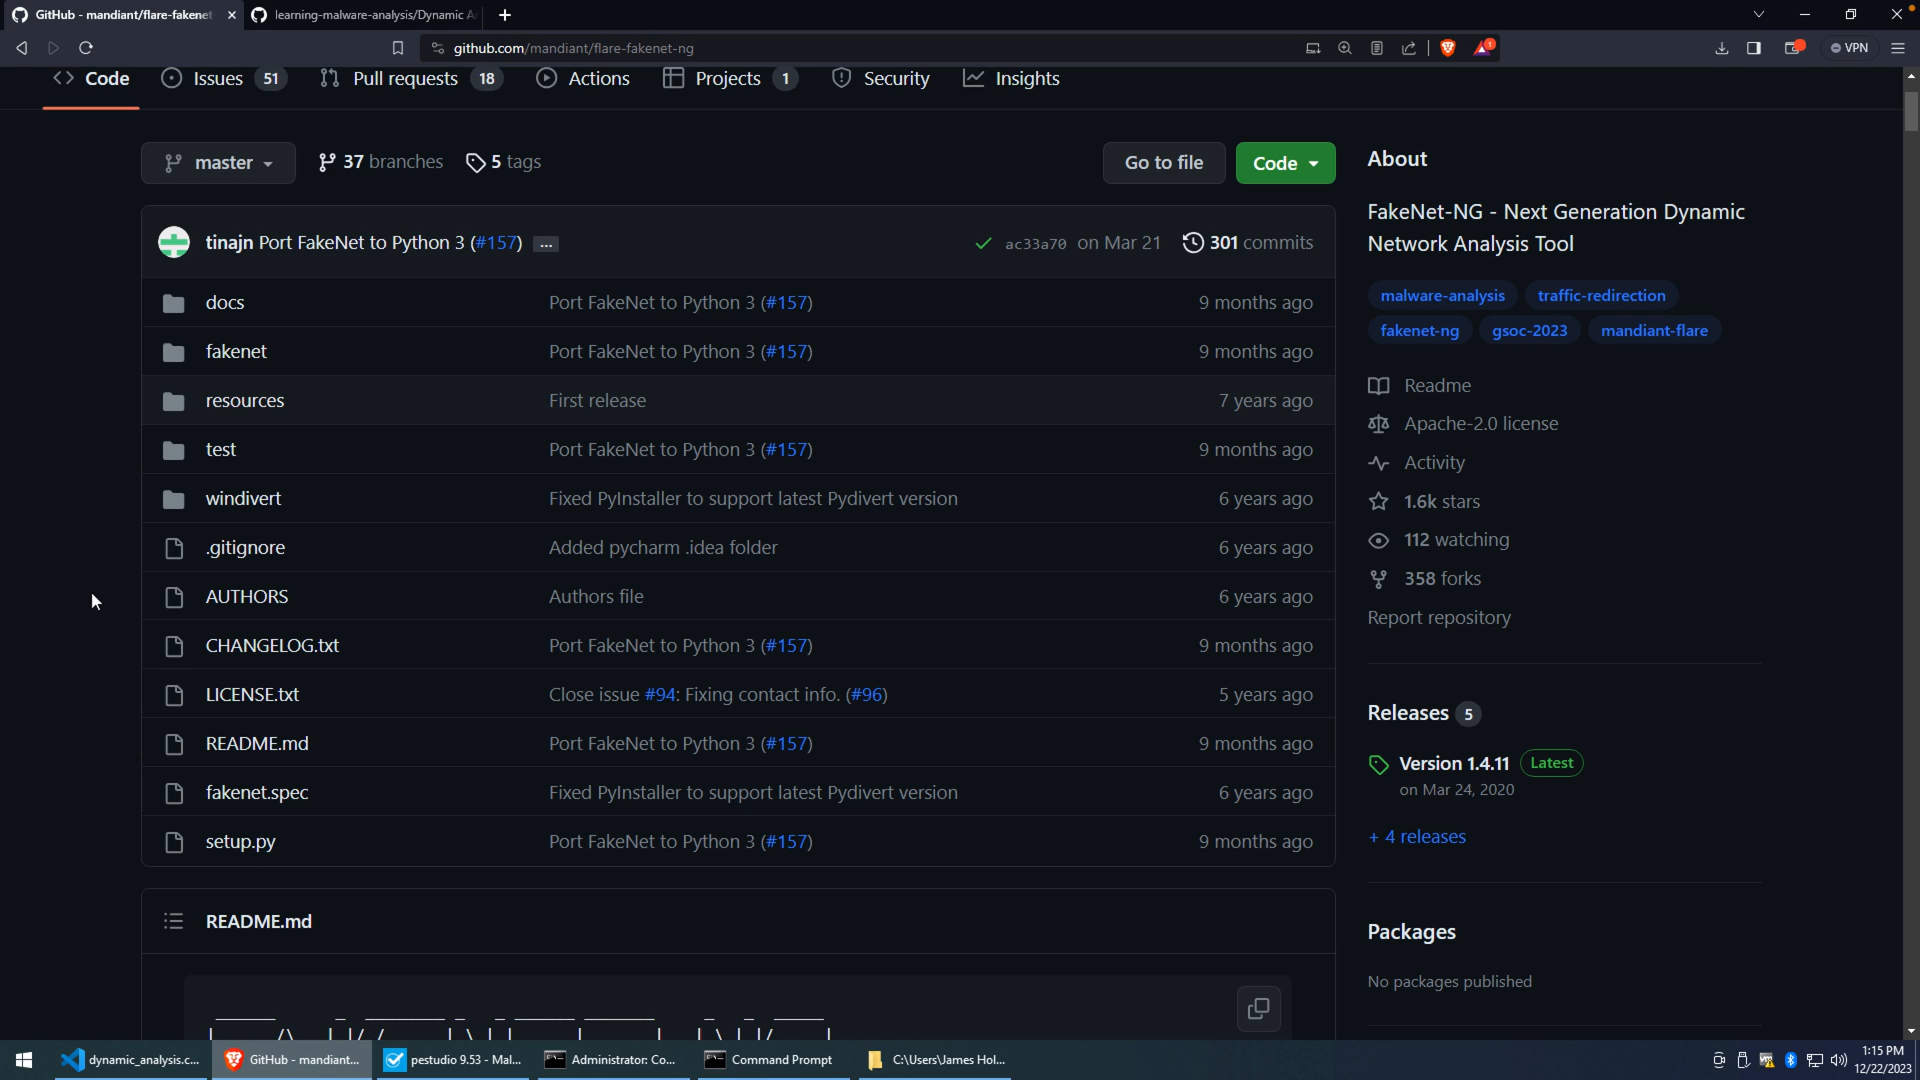 GitHub - mandiant/flare-fakenet
learning-malware-analysis/Dynamic A
github.com/mandiant/flare-fakenet-ng
1
VPN
Code
Issues 51
Pull requests 18
Actions
Projects 1
Security
Insights
master
37 branches
5 tags
Go to file
Code
tinajn Port FakeNet to Python 3 (#157) ...
ac33a70 on Mar 21
301 commits
docs Port FakeNet to Python 3 (#157) 9 months ago
fakenet Port FakeNet to Python 3 (#157) 9 months ago
resources First release 7 years ago
test Port FakeNet to Python 3 (#157) 9 months ago
windivert Fixed PyInstaller to support latest Pydivert version 6 years ago
.gitignore Added pycharm .idea folder 6 years ago
AUTHORS Authors file 6 years ago
CHANGELOG.txt Port FakeNet to Python 3 (#157) 9 months ago
LICENSE.txt Close issue #94: Fixing contact info. (#96) 5 years ago
README.md Port FakeNet to Python 3 (#157) 9 months ago
fakenet.spec Fixed PyInstaller to support latest Pydivert version 6 years ago
setup.py Port FakeNet to Python 3 (#157) 9 months ago
README.md
About
FakeNet-NG - Next Generation Dynamic
Network Analysis Tool
malware-analysis traffic-redirection
fakenet-ng gsoc-2023 mandiant-flare
Readme
Apache-2.0 license
Activity
1.6k stars
112 watching
358 forks
Report repository
Releases 5
Version 1.4.11 Latest
on Mar 24, 2020
+ 4 releases
Packages
No packages published
dynamic_analysis.c...
GitHub - mandiant...
pestudio 9.53 - Mal...
Administrator: Co...
Command Prompt
C:\Users\James Hol...
1:15 PM
12/22/2023